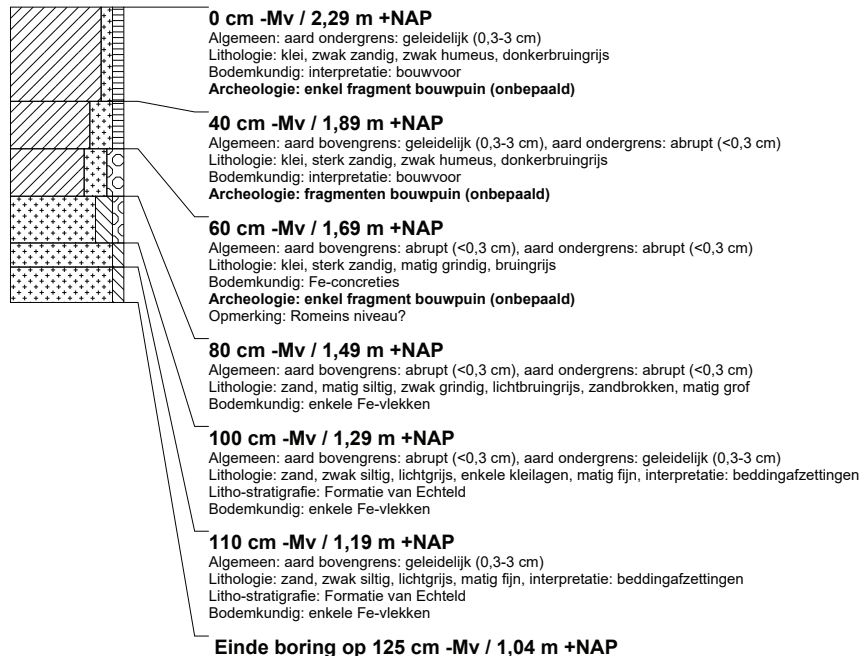 0 cm -Mv / 2,29 m +NAP
Algemeen: aard ondergrens: geleidelijk (0,3-3 cm)
Lithologie: klei, zwak zandig, zwak humeus, donkerbruingrijs
Bodemkundig: interpretatie: bouwvoor
Archeologie: enkel fragment bouwpuin (onbepaald)
40 cm -Mv / 1,89 m +NAP
Algemeen: aard bovengrens: geleidelijk (0,3-3 cm), aard ondergrens: abrupt (<0,3 cm)
Lithologie: klei, sterk zandig, zwak humeus, donkerbruingrijs
Bodemkundig: interpretatie: bouwvoor
Archeologie: fragmenten bouwpuin (onbepaald)
60 cm -Mv / 1,69 m +NAP
Algemeen: aard bovengrens: abrupt (<0,3 cm), aard ondergrens: abrupt (<0,3 cm)
Lithologie: klei, sterk zandig, matig grindig, bruingrijs
Bodemkundig: Fe-concreties
Archeologie: enkel fragment bouwpuin (onbepaald)
Opmerking: Romeins niveau?
80 cm -Mv / 1,49 m +NAP
Algemeen: aard bovengrens: abrupt (<0,3 cm), aard ondergrens: abrupt (<0,3 cm)
Lithologie: zand, matig siltig, zwak grindig, lichtbruingrijs, zandbrokken, matig grof
Bodemkundig: enkele Fe-vlekken
100 cm -Mv / 1,29 m +NAP
Algemeen: aard bovengrens: abrupt (<0,3 cm), aard ondergrens: geleidelijk (0,3-3 cm)
Lithologie: zand, zwak siltig, lichtgrijs, enkele kleilagen, matig fijn, interpretatie: beddingafzettingen
Litho-stratigrafie: Formatie van Echteld
Bodemkundig: enkele Fe-vlekken
110 cm -Mv / 1,19 m +NAP
Algemeen: aard bovengrens: geleidelijk (0,3-3 cm)
Lithologie: zand, zwak siltig, lichtgrijs, matig fijn, interpretatie: beddingafzettingen
Litho-stratigrafie: Formatie van Echteld
Bodemkundig: enkele Fe-vlekken
Einde boring op 125 cm -Mv / 1,04 m +NAP